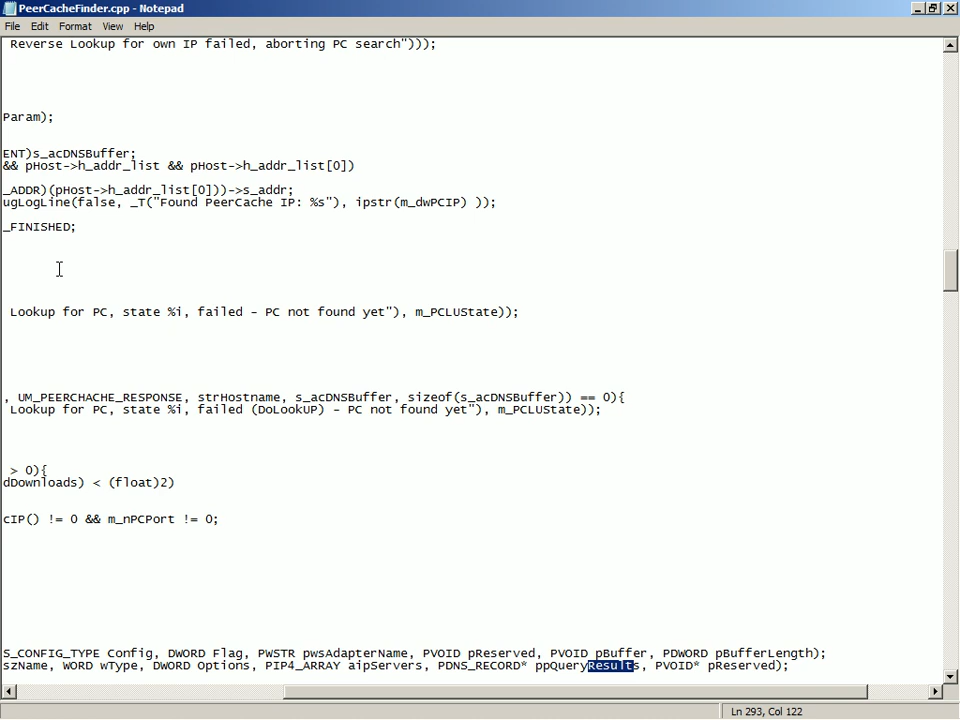 PeerCacheFinder.cpp - Notepad
File Edit Format View Help
Reverse Lookup for own IP failed, aborting PC search")));
Param);
ENT)s_acDNSBuffer;
&& pHost->h_addr_list && pHost->h_addr_list[0])
_ADDR)(pHost->h_addr_list[0]))->s_addr;
ugLogLine(false, _T("Found PeerCache IP: %s"), ipstr(m_dwPCIP) ));
_FINISHED;
Lookup for PC, state %i, failed - PC not found yet"), m_PCLUState));
, UM_PEERCHACHE_RESPONSE, strHostname, s_acDNSBuffer, sizeof(s_acDNSBuffer)) == 0){
Lookup for PC, state %i, failed (DoLookUP) - PC not found yet"), m_PCLUState));
> 0){
dDownloads) < (float)2)
cIP() != 0 && m_nPCPort != 0;
S_CONFIG_TYPE Config, DWORD Flag, PWSTR pwsAdapterName, PVOID pReserved, PVOID pBuffer, PDWORD pBufferLength);
szName, WORD wType, DWORD Options, PIP4_ARRAY aipServers, PDNS_RECORD* ppQueryResults, PVOID* pReserved);
Ln 293, Col 122